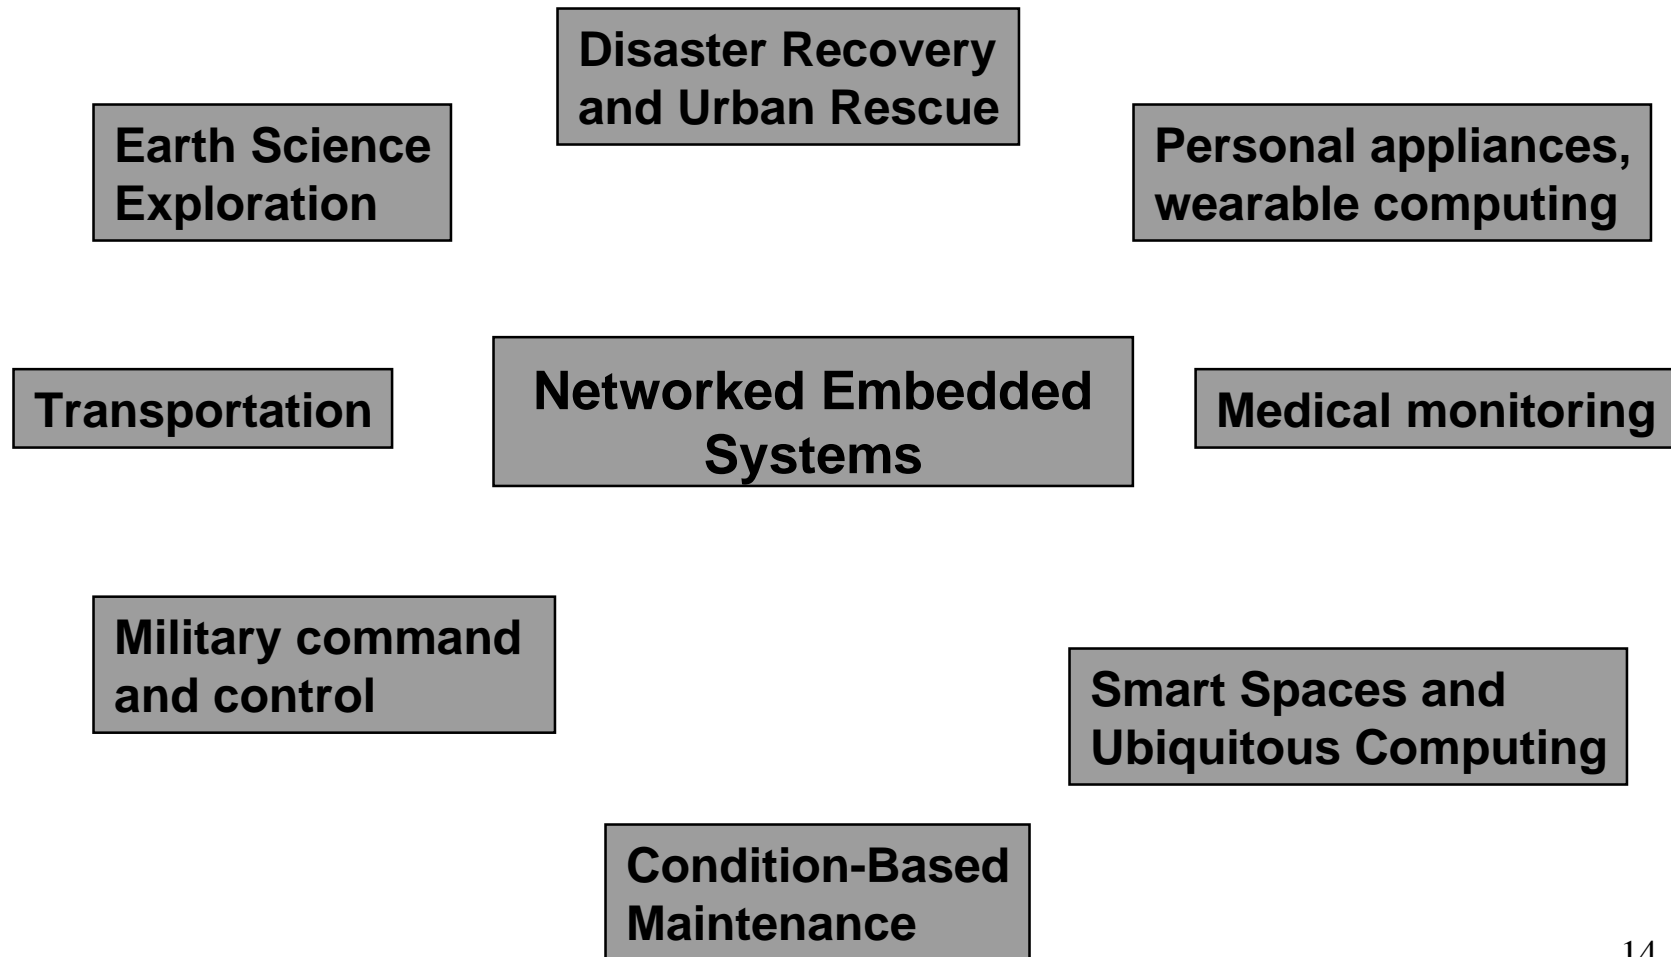 Disaster Recovery
and Urban Rescue
Earth Science
Exploration
Personal appliances,
wearable computing
Transportation
Networked Embedded
Systems
Medical monitoring
Military command
and control
Smart Spaces and
Ubiquitous Computing
Condition-Based
Maintenance
14